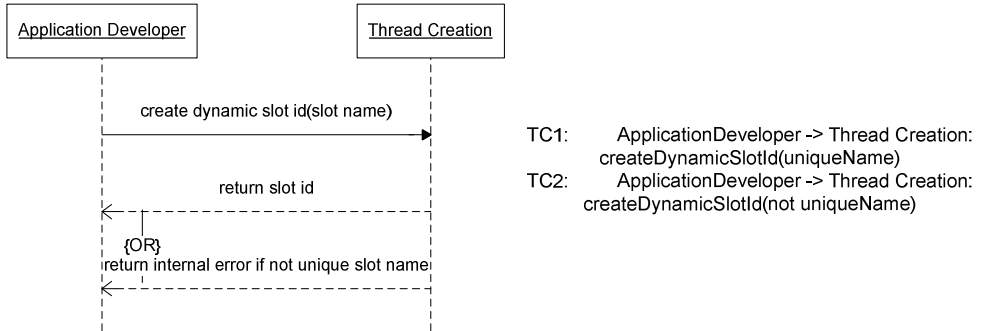 Application Developer
Thread Creation
create dynamic slot id(slot name)
return slot id
{OR}
return internal error if not unique slot name
TC1: ApplicationDeveloper -> Thread Creation:
createDynamicSlotId(uniqueName)
TC2: ApplicationDeveloper -> Thread Creation:
createDynamicSlotId(not uniqueName)